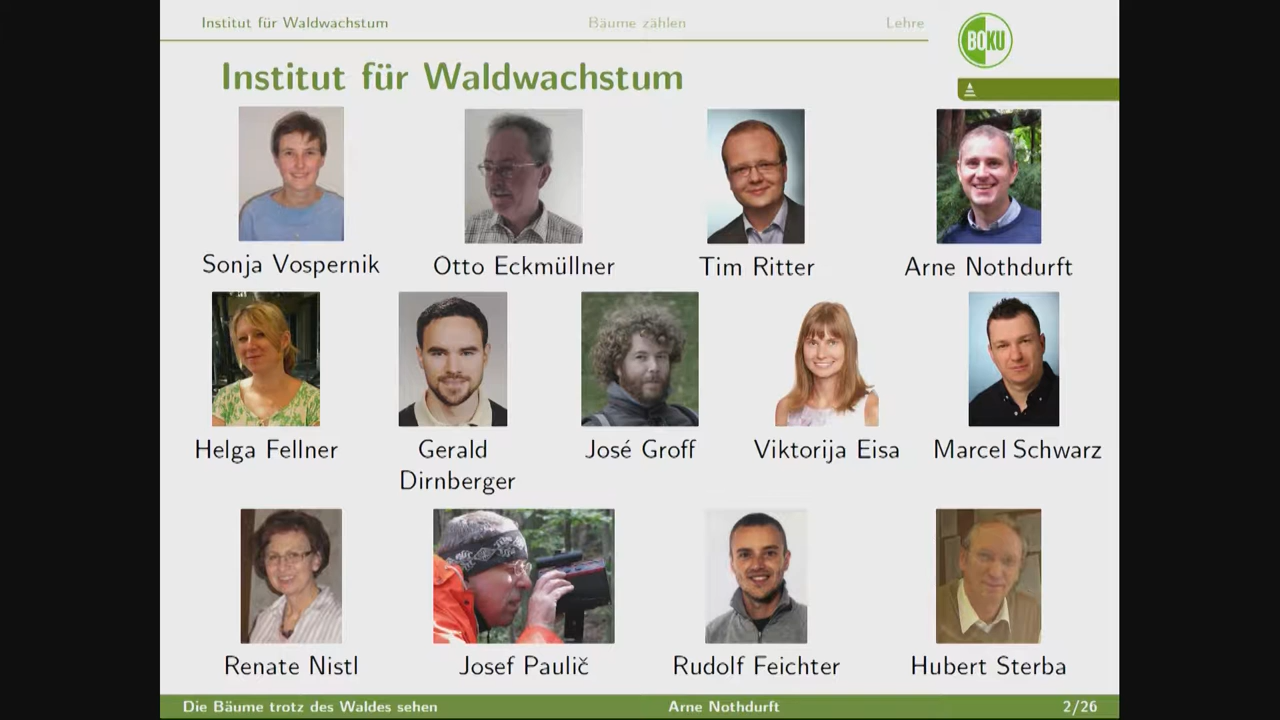 Institut für Waldwachstum
Bäume zählen
Lehre
BOKU
Institut für Waldwachstum
Sonja Vospernik
Otto Eckmüllner
Tim Ritter
Arne Nothdurft
Helga Fellner
Gerald
Dirnberger
José Groff
Viktorija Eisa
Marcel Schwarz
Renate Nistl
Josef Paulič
Rudolf Feichter
Hubert Sterba
Die Bäume trotz des Waldes sehen
Arne Nothdurft
2/26